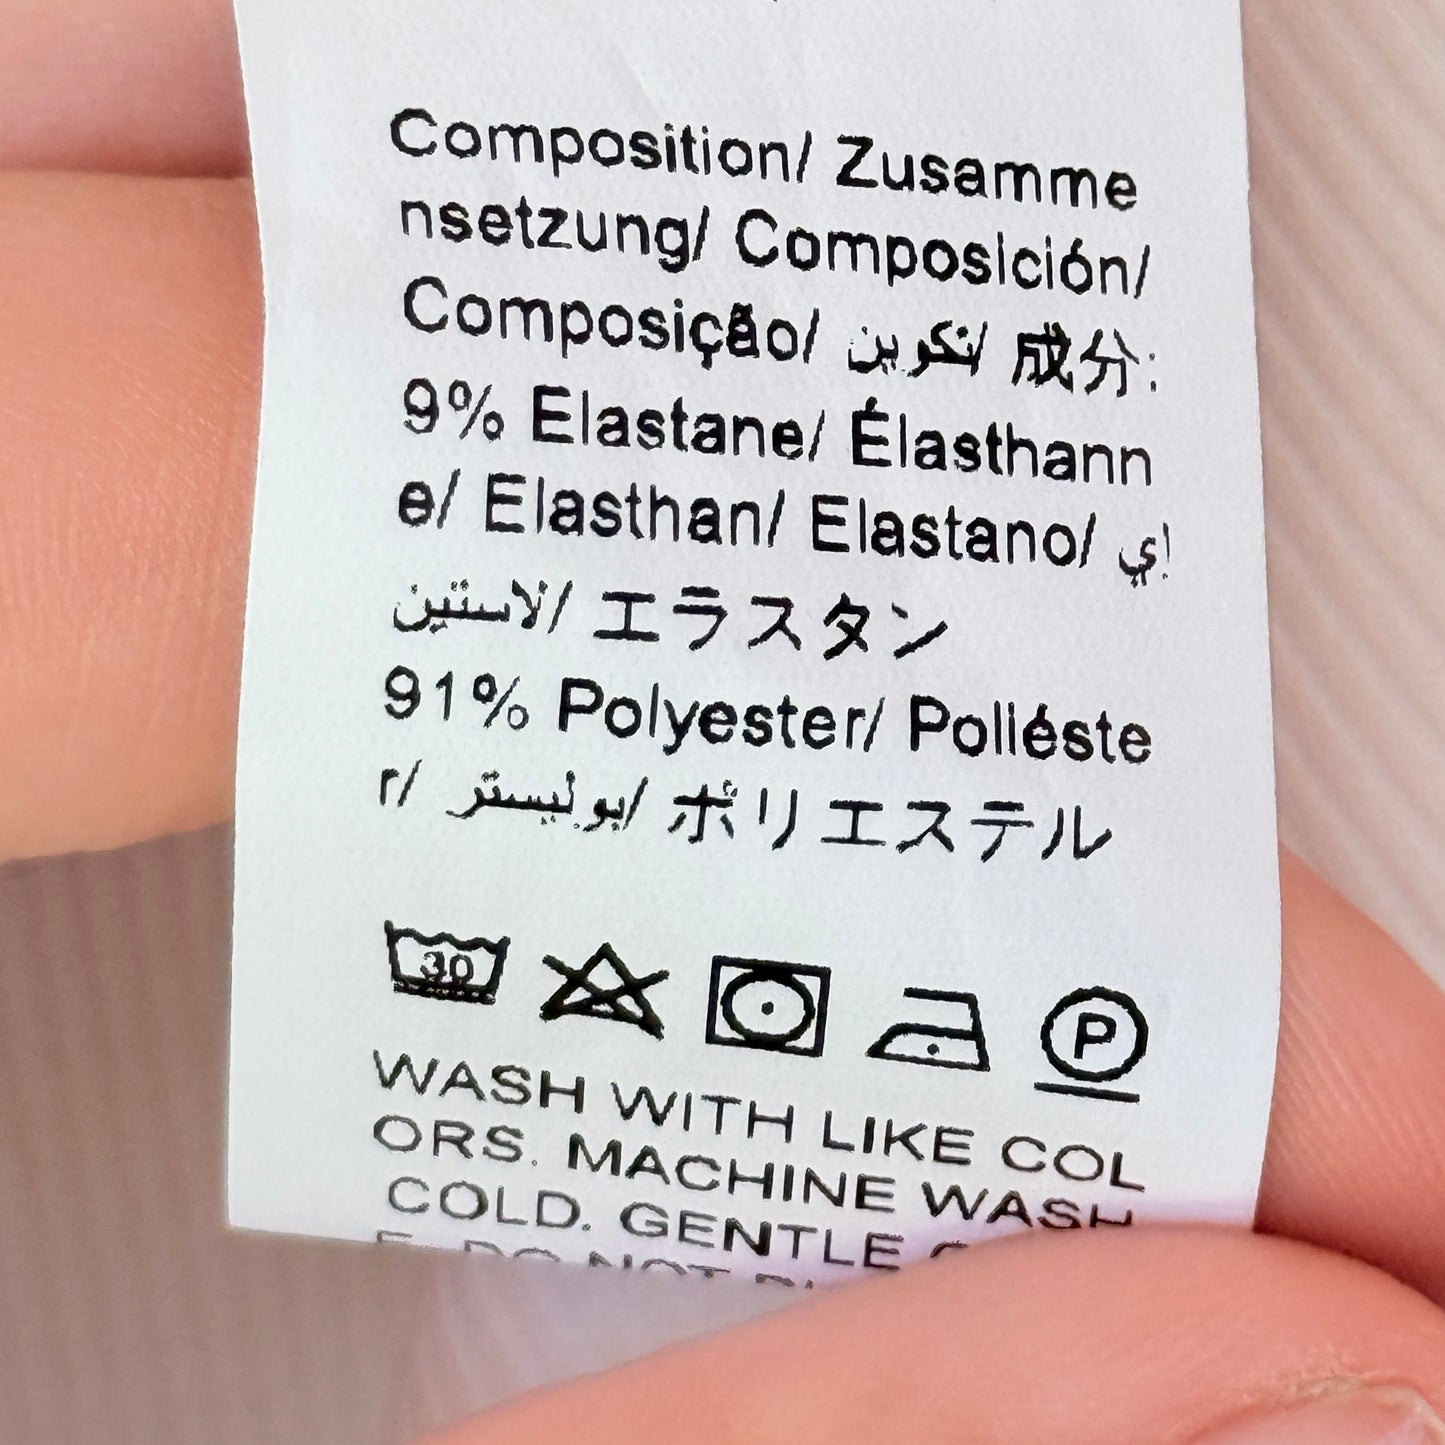 Composition/ Zusamme
nsetzung/ Composición/
Composição/ تكوين/ 成分:
9% Elastane/ Élasthann
e/ Elasthan/ Elastano/ إي
لاستين/ エラスタン
91% Polyester/ Poliéste
r/ بوليستر/ ポリエステル
30
P
WASH WITH LIKE COL
ORS. MACHINE WASH
COLD. GENTLE
DO NOT